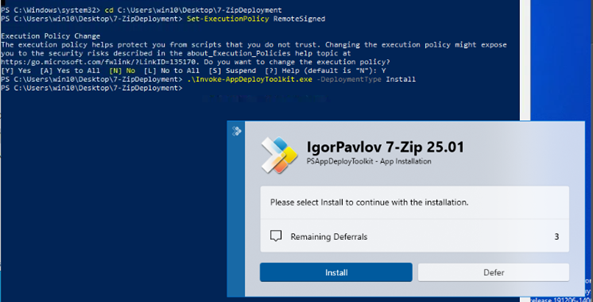 PS C:\Windows\system32> cd C:\Users\win10\Desktop\7-ZipDeployment
PS C:\Users\win10\Desktop\7-ZipDeployment> Set-ExecutionPolicy RemoteSigned
Execution Policy Change
The execution policy helps protect you from scripts that you do not trust. Changing the execution policy might expose
you to the security risks described in the about_Execution_Policies help topic at
https:/go.microsoft.com/fwlink/?LinkID=135170. Do you want to change the execution policy?
[Y] Yes  [A] Yes to All  [N] No  [L] No to All  [S] Suspend  [?] Help (default is "N"): Y
PS C:\Users\win10\Desktop\7-ZipDeployment> .\Invoke-AppDeployToolkit.exe -DeploymentType Install
PS C:\Users\win10\Desktop\7-ZipDeployment>
IgorPavlov 7-Zip 25.01
PSAppDeployToolkit - App Installation
Please select Install to continue with the installation.
Remaining Deferrals 3
Install Defer